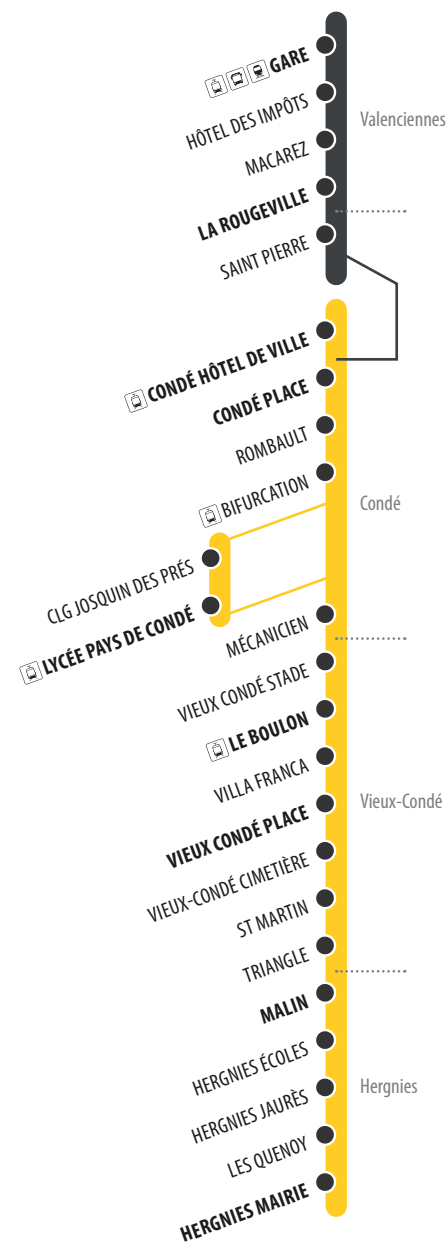 GARE
HÔTEL DES IMPÔTS
MACAREZ
Valenciennes
LA ROUGEVILLE
SAINT PIERRE
CONDÉ HÔTEL DE VILLE
CONDÉ PLACE
ROMBAULT
BIFURCATION
Condé
CLG JOSQUIN DES PRÉS
LYCÉE PAYS DE CONDÉ
MÉCANICIEN
VIEUX CONDÉ STADE
LE BOULON
VILLA FRANCA
VIEUX CONDÉ PLACE
Vieux-Condé
VIEUX-CONDÉ CIMETIÈRE
ST MARTIN
TRIANGLE
MALIN
HERGNIES ÉCOLES
HERGNIES JAURÈS
Hergnies
LES QUENOY
HERGNIES MAIRIE